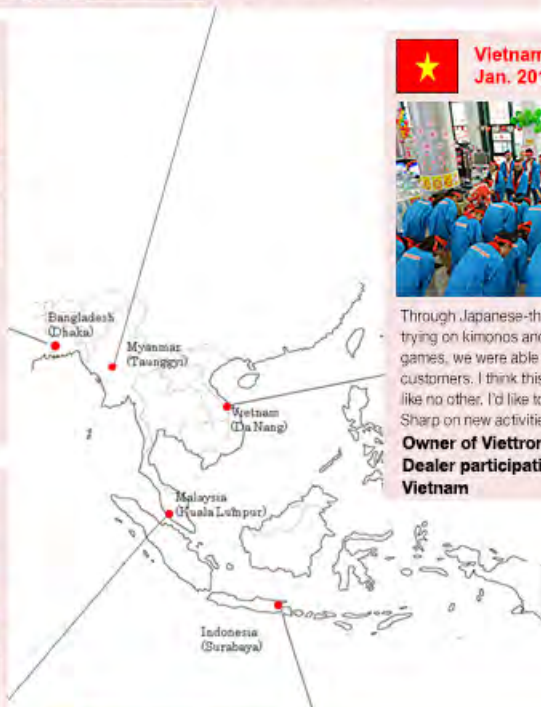 Vietnam
Jan. 201
Through Japanese-th
trying on kimonos and
games, we were able
customers. I think this
like no other. I'd like to
Sharp on new activities
Owner of Viettron
Dealer participati
Vietnam
Bangladesh
(Dhaka)
Myanmar
(Taunggyi)
Vietnam
(Da Nang)
Malaysia
(Kuala Lumpur)
Indonesia
(Surabaya)